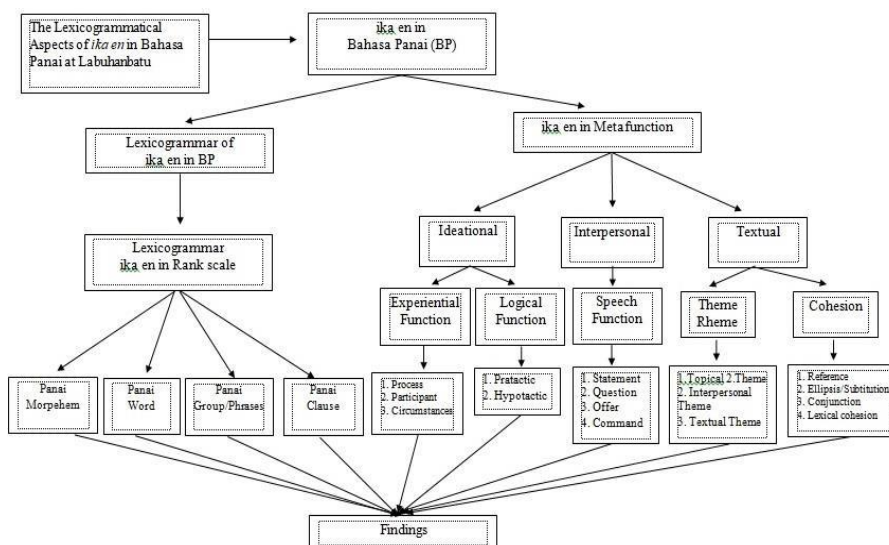 The Lexicogrammatical
Aspects of ika en in Bahasa
Panai at Labuhanbatu
ika en in
Bahasa Panai (BP)
Lexicogrammar of
ika en in BP
ika en in Metafunction
Lexicogrammar
ika en in Rank scale
Ideational
Interpersonal
Textual
Experiential
Function
Logical
Function
Speech
Function
Theme
Rheme
Cohesion
Panai
Morpehem
Panai
Word
Panai
Group/Phrases
Panai
Clause
1. Process
2. Participant
3. Circumstances
1. Pratactic
2. Hypotactic
1. Statement
2. Question
3. Offer
4. Command
1.Topical 2.Theme
2. Interpersonal
Theme
3. Textual Theme
1. Reference
2. Ellipsis/Subtitution
3. Conjunction
4. Lexical cohesion
Findings